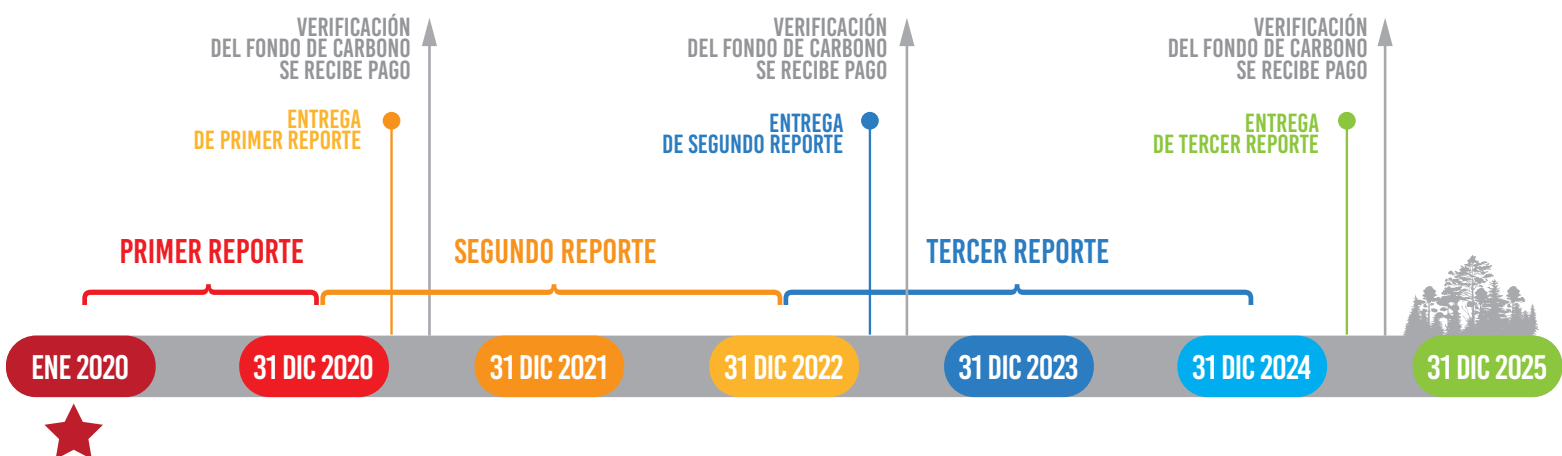 VERIFICACIÓN
DEL FONDO DE CARBONO
SE RECIBE PAGO
VERIFICACIÓN
DEL FONDO DE CARBONO
SE RECIBE PAGO
VERIFICACIÓN
DEL FONDO DE CARBONO
SE RECIBE PAGO
ENTREGA
DE PRIMER REPORTE
ENTREGA
DE SEGUNDO REPORTE
ENTREGA
DE TERCER REPORTE
PRIMER REPORTE
SEGUNDO REPORTE
TERCER REPORTE
ENE 2020
31 DIC 2020
31 DIC 2021
31 DIC 2022
31 DIC 2023
31 DIC 2024
31 DIC 2025